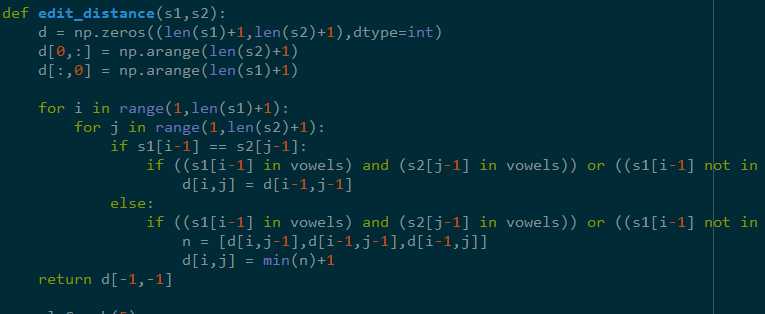 def edit_distance(s1,s2):
    d = np.zeros((len(s1)+1,len(s2)+1),dtype=int)
    d[0,:] = np.arange(len(s2)+1)
    d[:,0] = np.arange(len(s1)+1)
    for i in range(1,len(s1)+1):
        for j in range(1,len(s2)+1):
            if s1[i-1] == s2[j-1]:
                if ((s1[i-1] in vowels) and (s2[j-1] in vowels)) or ((s1[i-1] not in
                    d[i,j] = d[i-1,j-1]
            else:
                if ((s1[i-1] in vowels) and (s2[j-1] in vowels)) or ((s1[i-1] not in
                    n = [d[i,j-1],d[i-1,j-1],d[i-1,j]]
                    d[i,j] = min(n)+1
    return d[-1,-1]